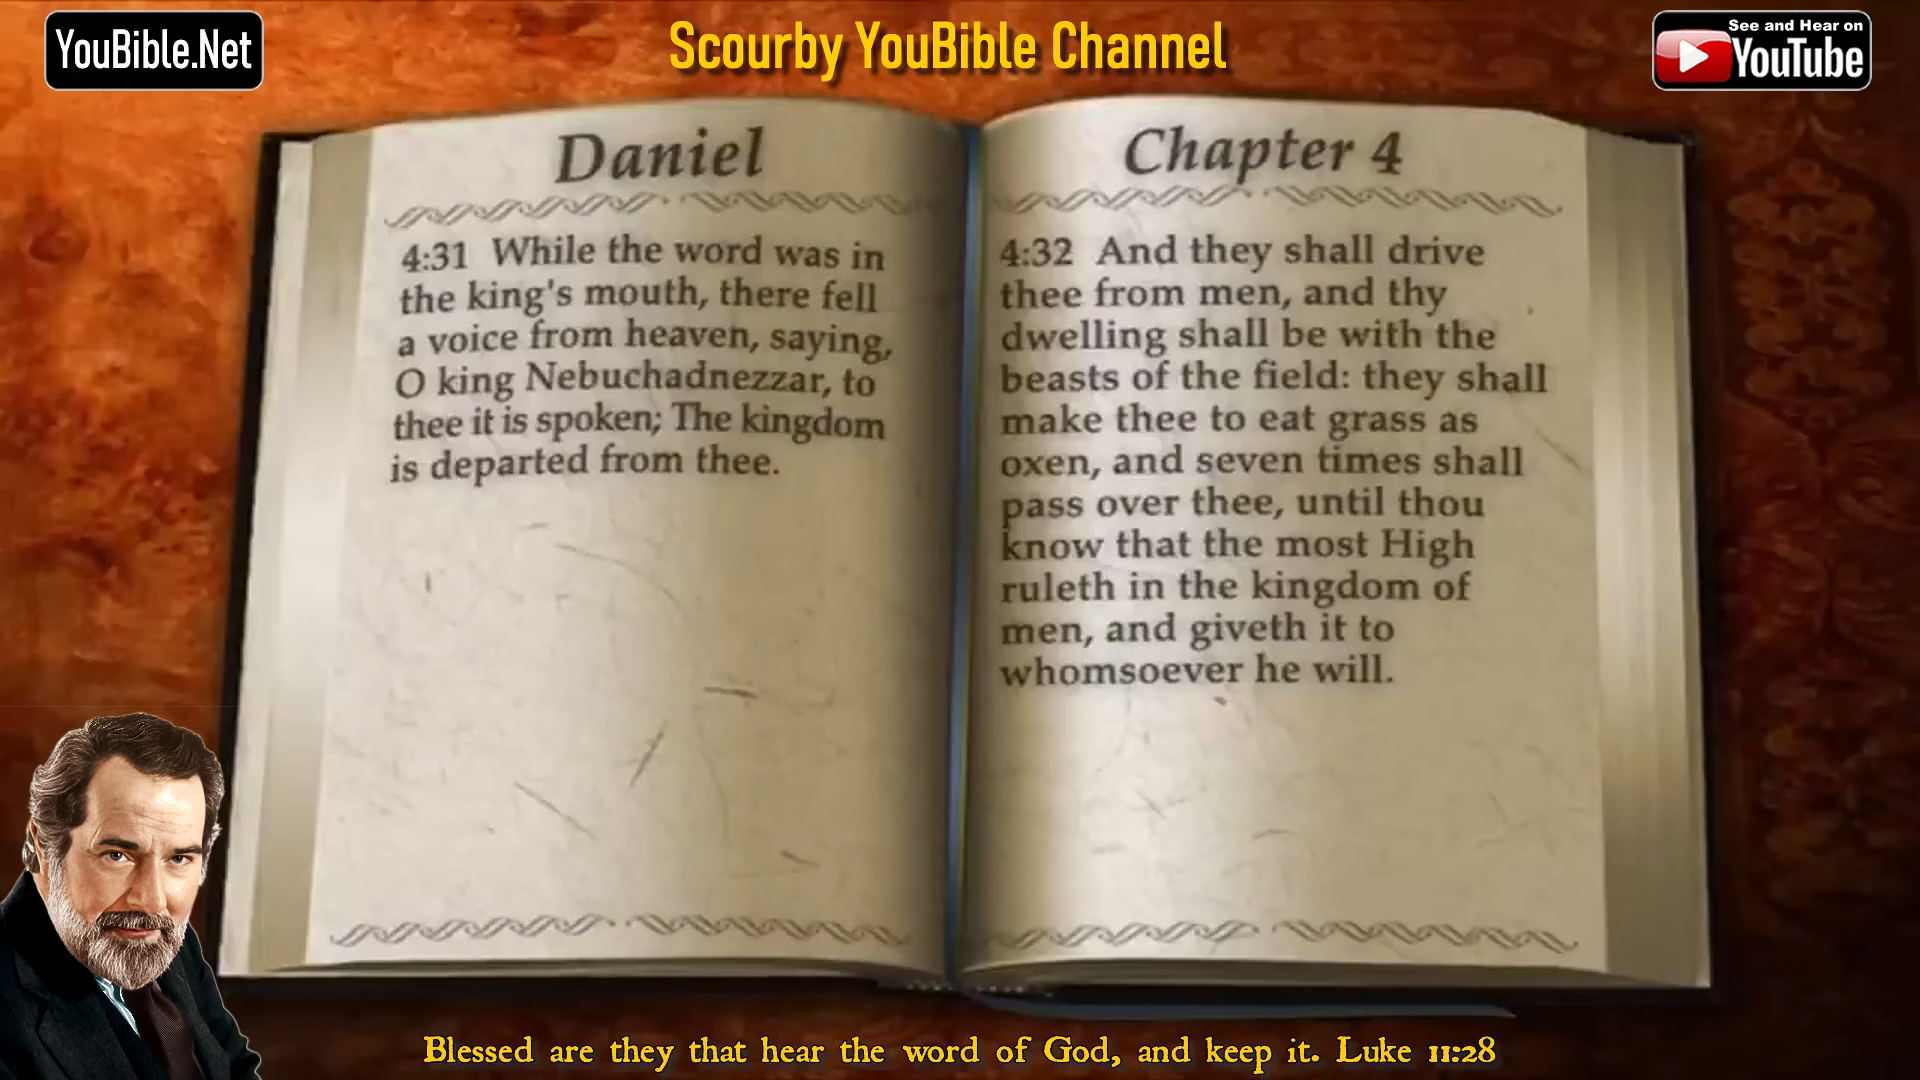 YouBible.Net
Scourby YouBible Channel
See and Hear on
YouTube
Daniel
4:31 While the word was in
the king's mouth, there fell
a voice from heaven, saying,
O king Nebuchadnezzar, to
thee it is spoken; The kingdom
is departed from thee.
Chapter 4
4:32 And they shall drive
thee from men, and thy
dwelling shall be with the
beasts of the field: they shall
make thee to eat grass as
oxen, and seven times shall
pass over thee, until thou
know that the most High
ruleth in the kingdom of
men, and giveth it to
whomsoever he will.
Blessed are they that hear the word of God, and keep it. Luke 11:28